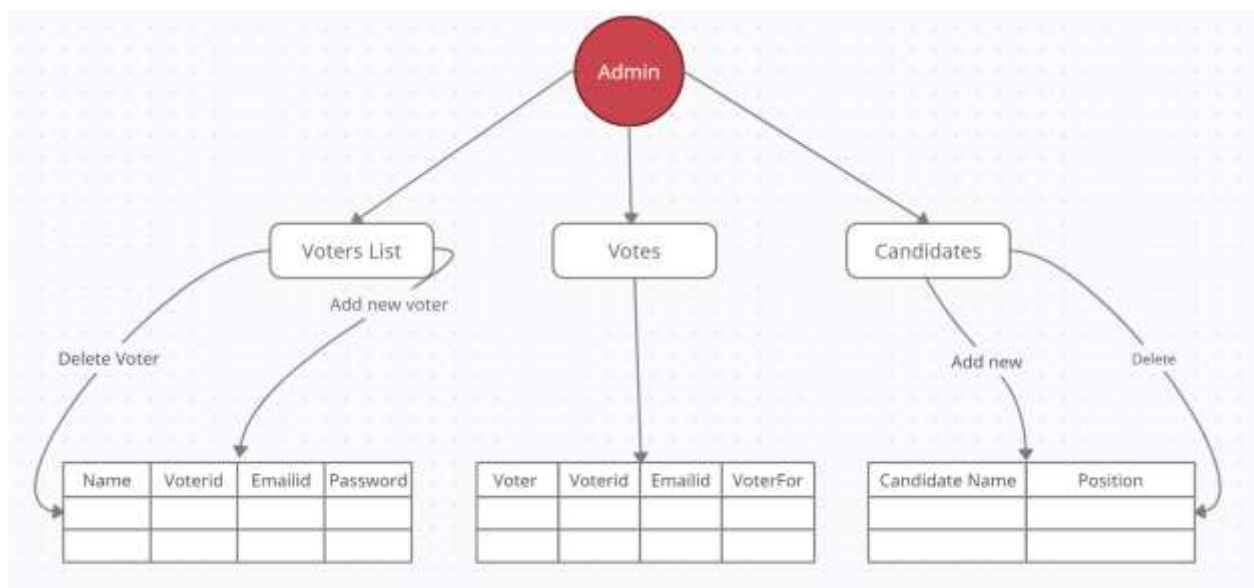 Admin
Voters List
Votes
Candidates
Add new voter
Delete Voter
Add new
Delete
Name Voterid Emailid Password
Voter Voterid Emailid VoterFor
Candidate Name Position